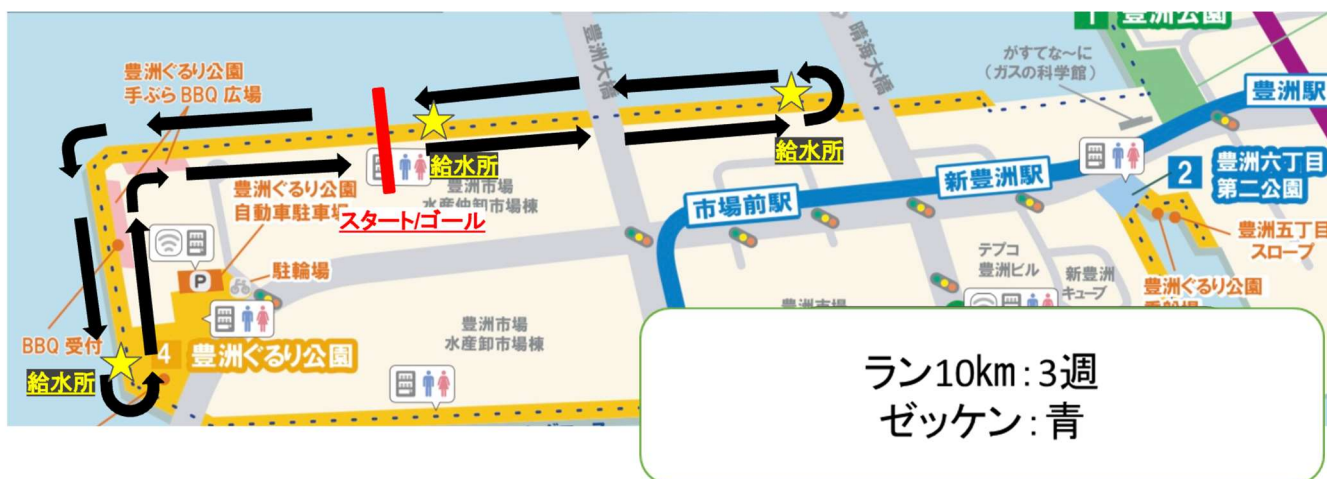 1 豊洲公園
豊洲大橋
晴海大橋
がすてな〜に
(ガスの科学館)
豊洲駅
豊洲ぐるり公園
手ぶらBBQ広場
給水所
給水所
2 豊洲六丁目
第二公園
豊洲ぐるり公園
自動車駐車場
豊洲市場
水産仲卸市場棟
新豊洲駅
市場前駅
スタート/ゴール
豊洲五丁目
スロープ
駐輪場
P
テプコ
豊洲ビル
新豊洲
キューブ
豊洲ぐるり公園
豊洲市場
水産卸市場棟
BBQ 受付
4 豊洲ぐるり公園
給水所
ラン10㎞:3週
ゼッケン:青